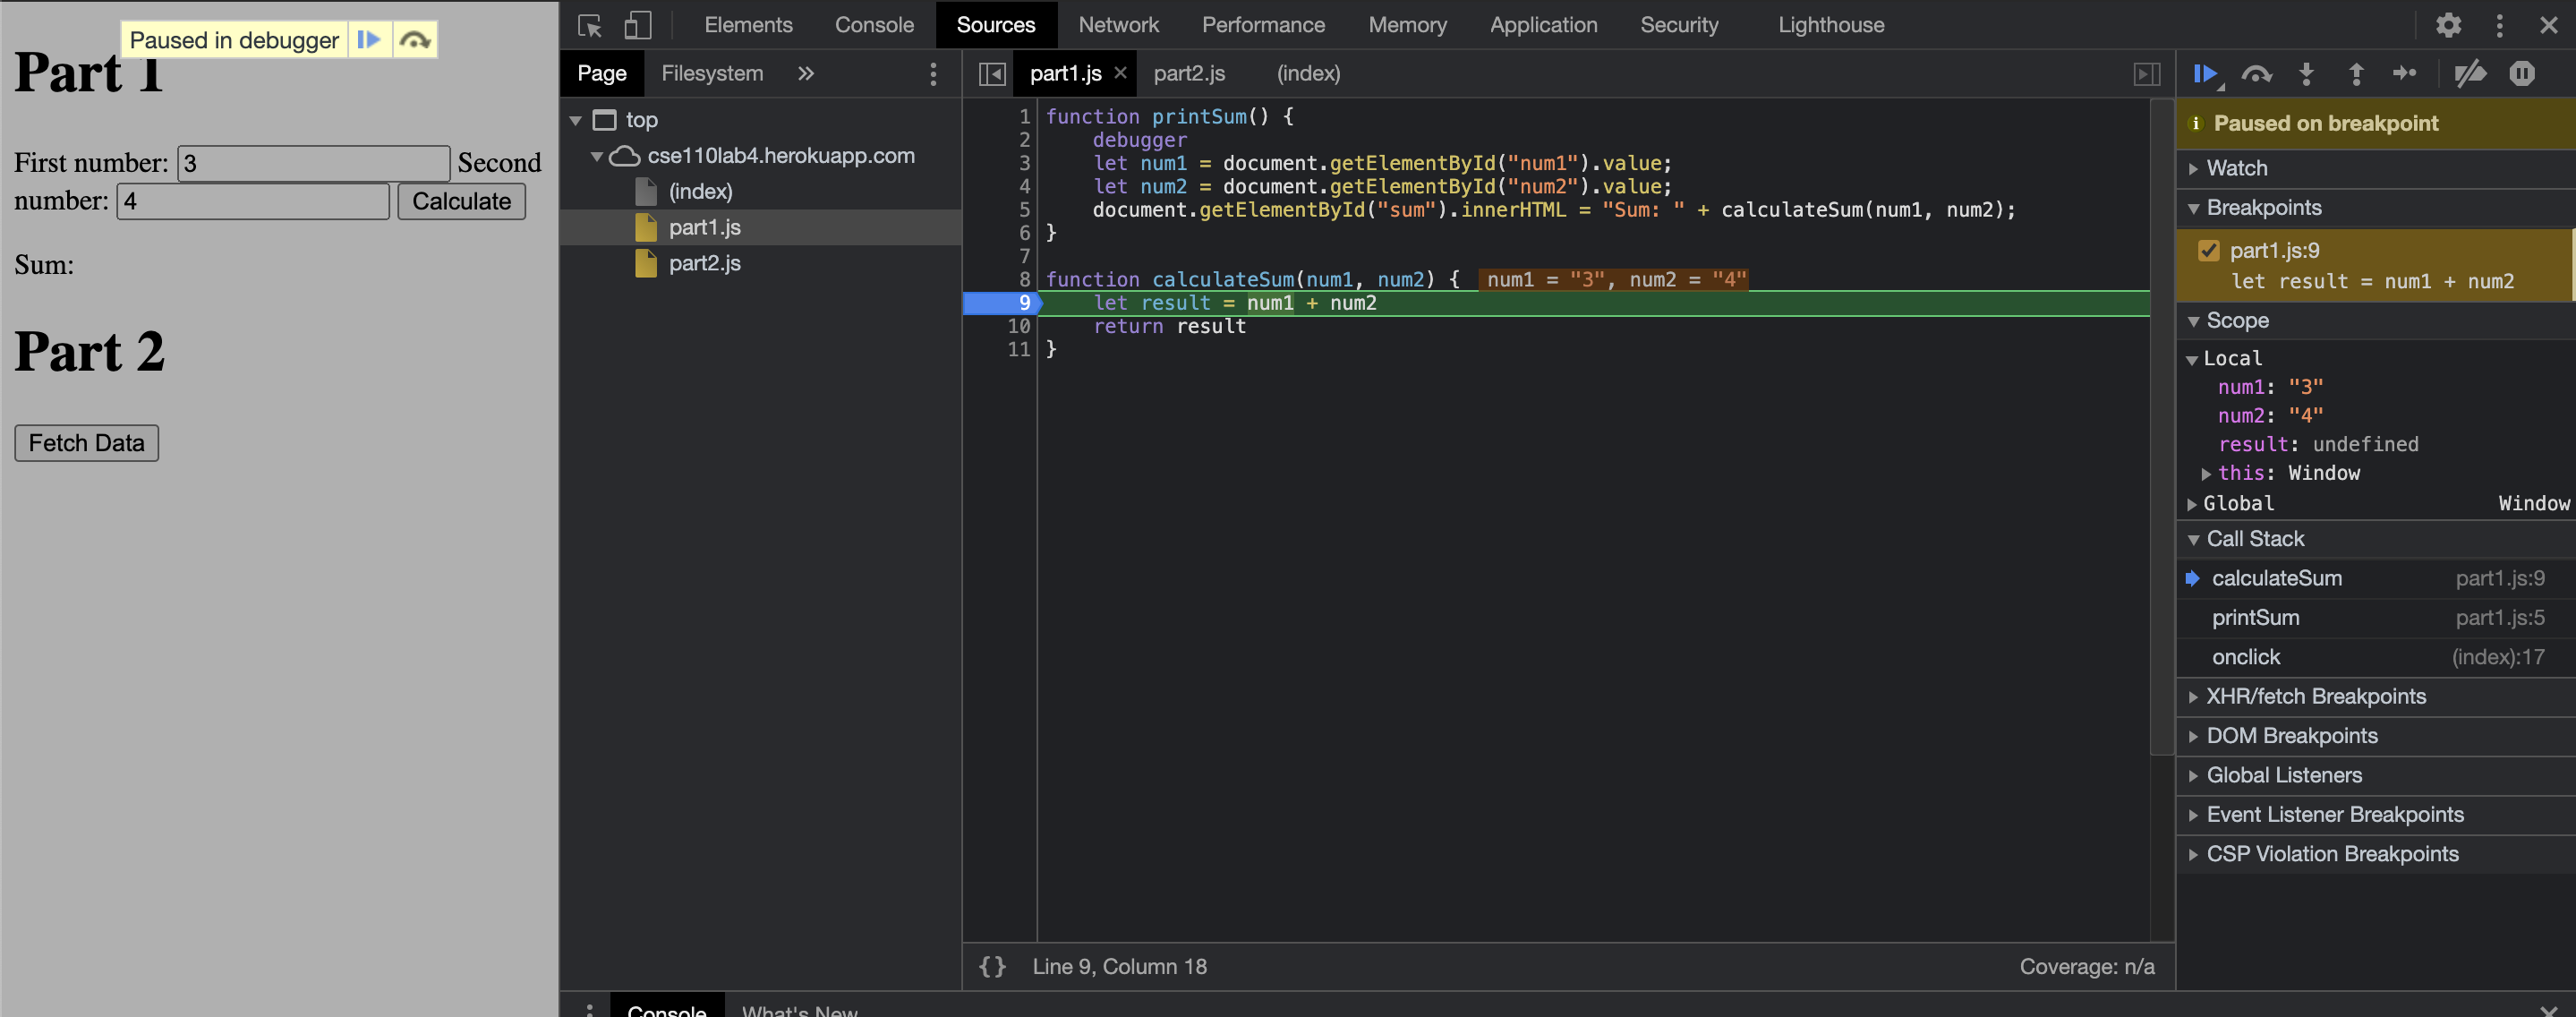 Paused in debugger
Part 1
First number: 3 Second
number: 4 Calculate
Sum:
Part 2
Fetch Data
Elements Console Sources Network Performance Memory Application Security Lighthouse
Page Filesystem »
top
cse110lab4.herokuapp.com
(index)
part1.js
part2.js
part1.js × part2.js (index)
1 function printSum() {
2 debugger
3 let num1 = document.getElementById("num1").value;
4 let num2 = document.getElementById("num2").value;
5 document.getElementById("sum").innerHTML = "Sum: " + calculateSum(num1, num2);
6 }
7
8 function calculateSum(num1, num2) { num1 = "3", num2 = "4"
9 let result = num1 + num2
10 return result
11 }
{} Line 9, Column 18 Coverage: n/a
Paused on breakpoint
Watch
Breakpoints
part1.js:9
let result = num1 + num2
Scope
Local
num1: "3"
num2: "4"
result: undefined
this: Window
Global Window
Call Stack
calculateSum part1.js:9
printSum part1.js:5
onclick (index):17
XHR/fetch Breakpoints
DOM Breakpoints
Global Listeners
Event Listener Breakpoints
CSP Violation Breakpoints
Console What's New